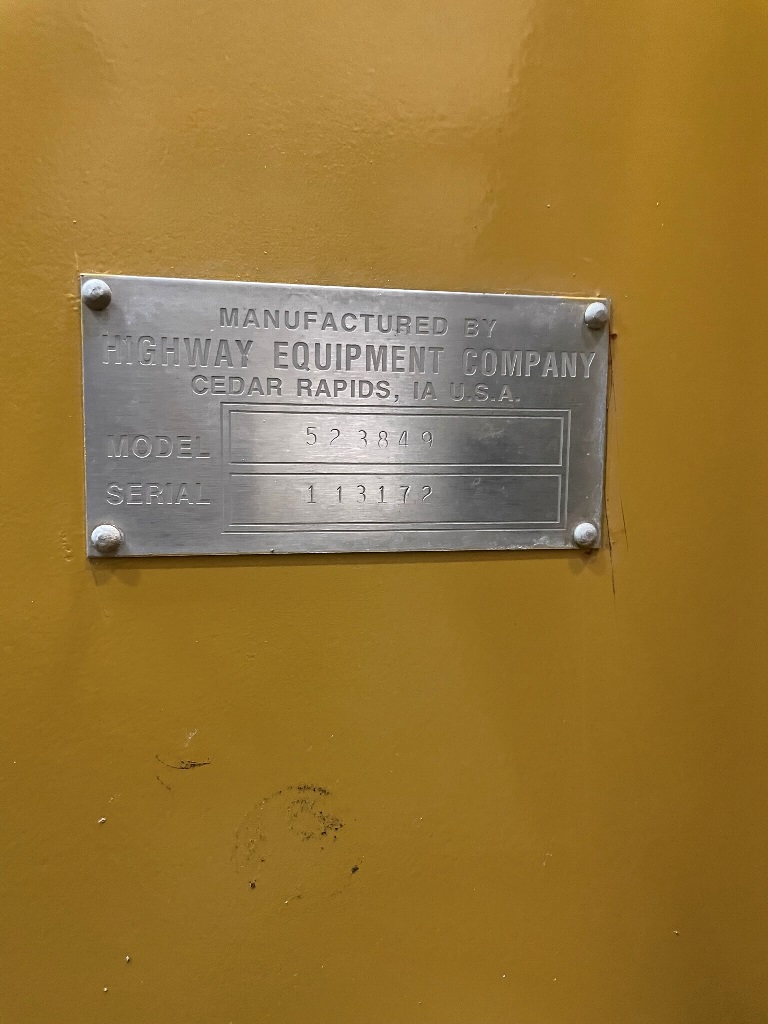 MANUFACTURED BY
HIGHWAY EQUIPMENT COMPANY
CEDAR RAPIDS, IA U.S.A.
MODEL 523849
SERIAL 113172